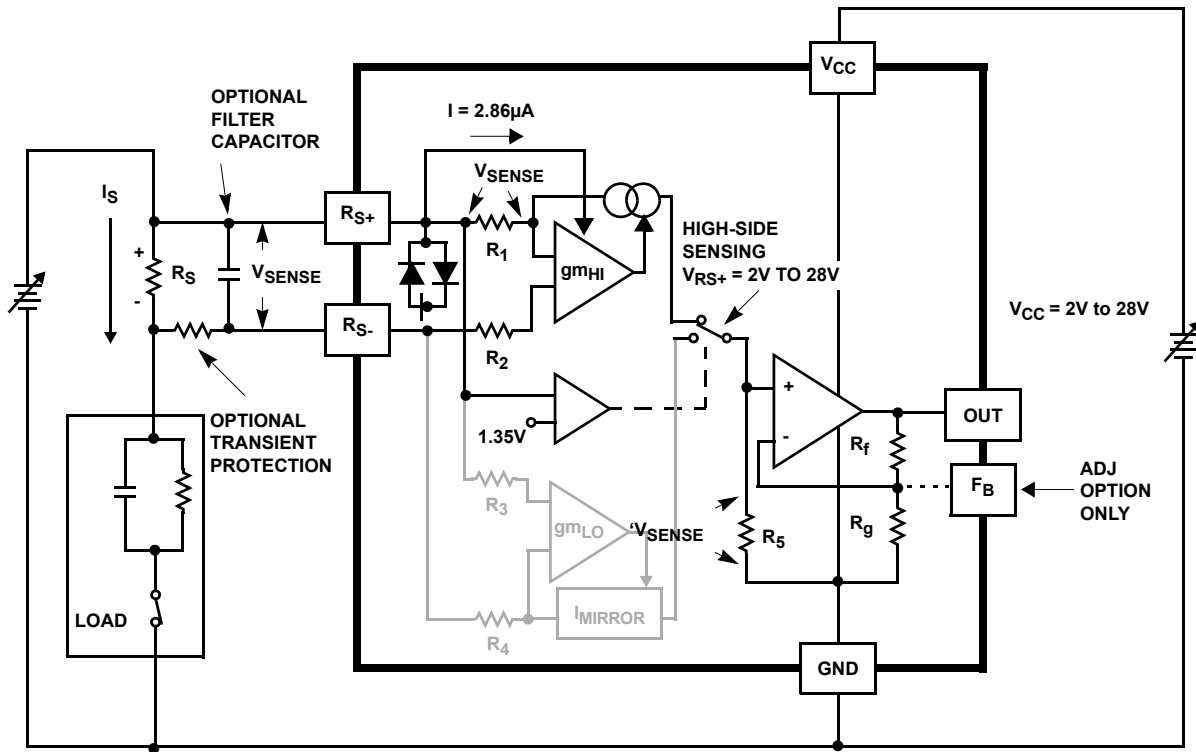 OPTIONAL
FILTER
CAPACITOR
I = 2.86µA
VCC
IS
RS+
VSENSE
R1
gmHI
HIGH-SIDE
SENSING
VRS+ = 2V TO 28V
+
RS
-
VSENSE
VCC = 2V to 28V
RS-
R2
+
OUT
OPTIONAL
TRANSIENT
PROTECTION
1.35V
-
Rf
FB
ADJ
OPTION
ONLY
R3
gmLO
‘VSENSE
R5
Rg
LOAD
IMIRROR
R4
GND